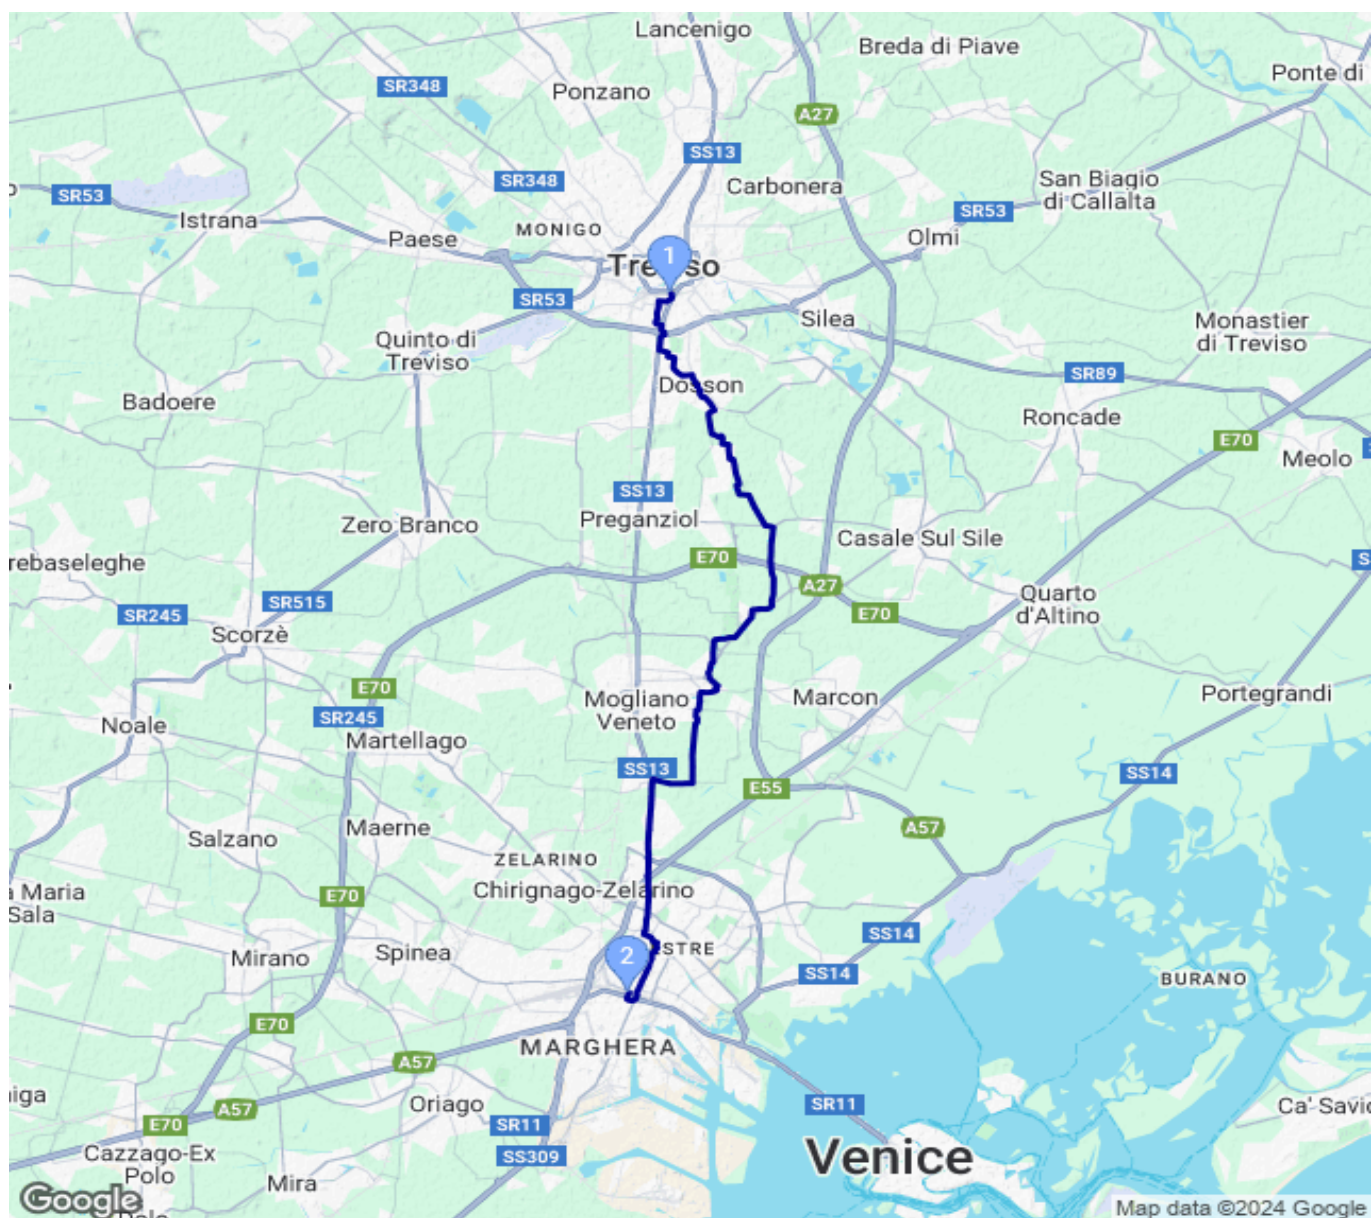 Lancenigo
Breda di Piave
Ponte di
SR348
Ponzano
A27
SS13
SR53
SR348
Carbonera
San Biagio
di Callalta
SR53
Istrana
MONIGO
Paese
Olmi
1
SR53
Silea
Monastier
di Treviso
Quinto di
Treviso
SR89
Dosson
Badoere
Roncade
E70
Meolo
SS13
Preganziol
Zero Branco
Casale Sul Sile
E70
A27
SR515
SR245
E70
Quarto
d'Altino
Scorzè
E70
Mogliano
Veneto
Marcon
Portegrandi
Noale
SR245
Martellago
SS13
E55
SS14
Maerne
A57
Salzano
ZELARINO
Chirignago-Zelarino
E70
a Maria
Sala
SS14
Spinea
Mirano
2
STRE
SS14
BURANO
E70
MARGHERA
A57
A57
Oriago
SR11
SR11
Ca' Savio
E70
Cazzago-Ex
Polo
SS309
Venice
Mira
Google
Map data ©2024 Google